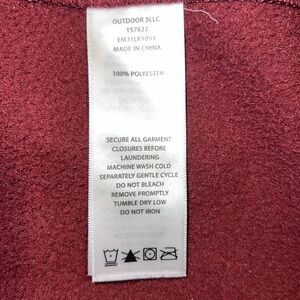 OUTDOOR 5LLC
157622
EM31LR109X
MADE IN CHINA
100% POLYESTER
SECURE ALL GARMENT
CLOSURES BEFORE
LAUNDERING
MACHINE WASH COLD
SEPARATELY GENTLE CYCLE
DO NOT BLEACH
REMOVE PROMPTLY
TUMBLE DRY LOW
DO NOT IRON